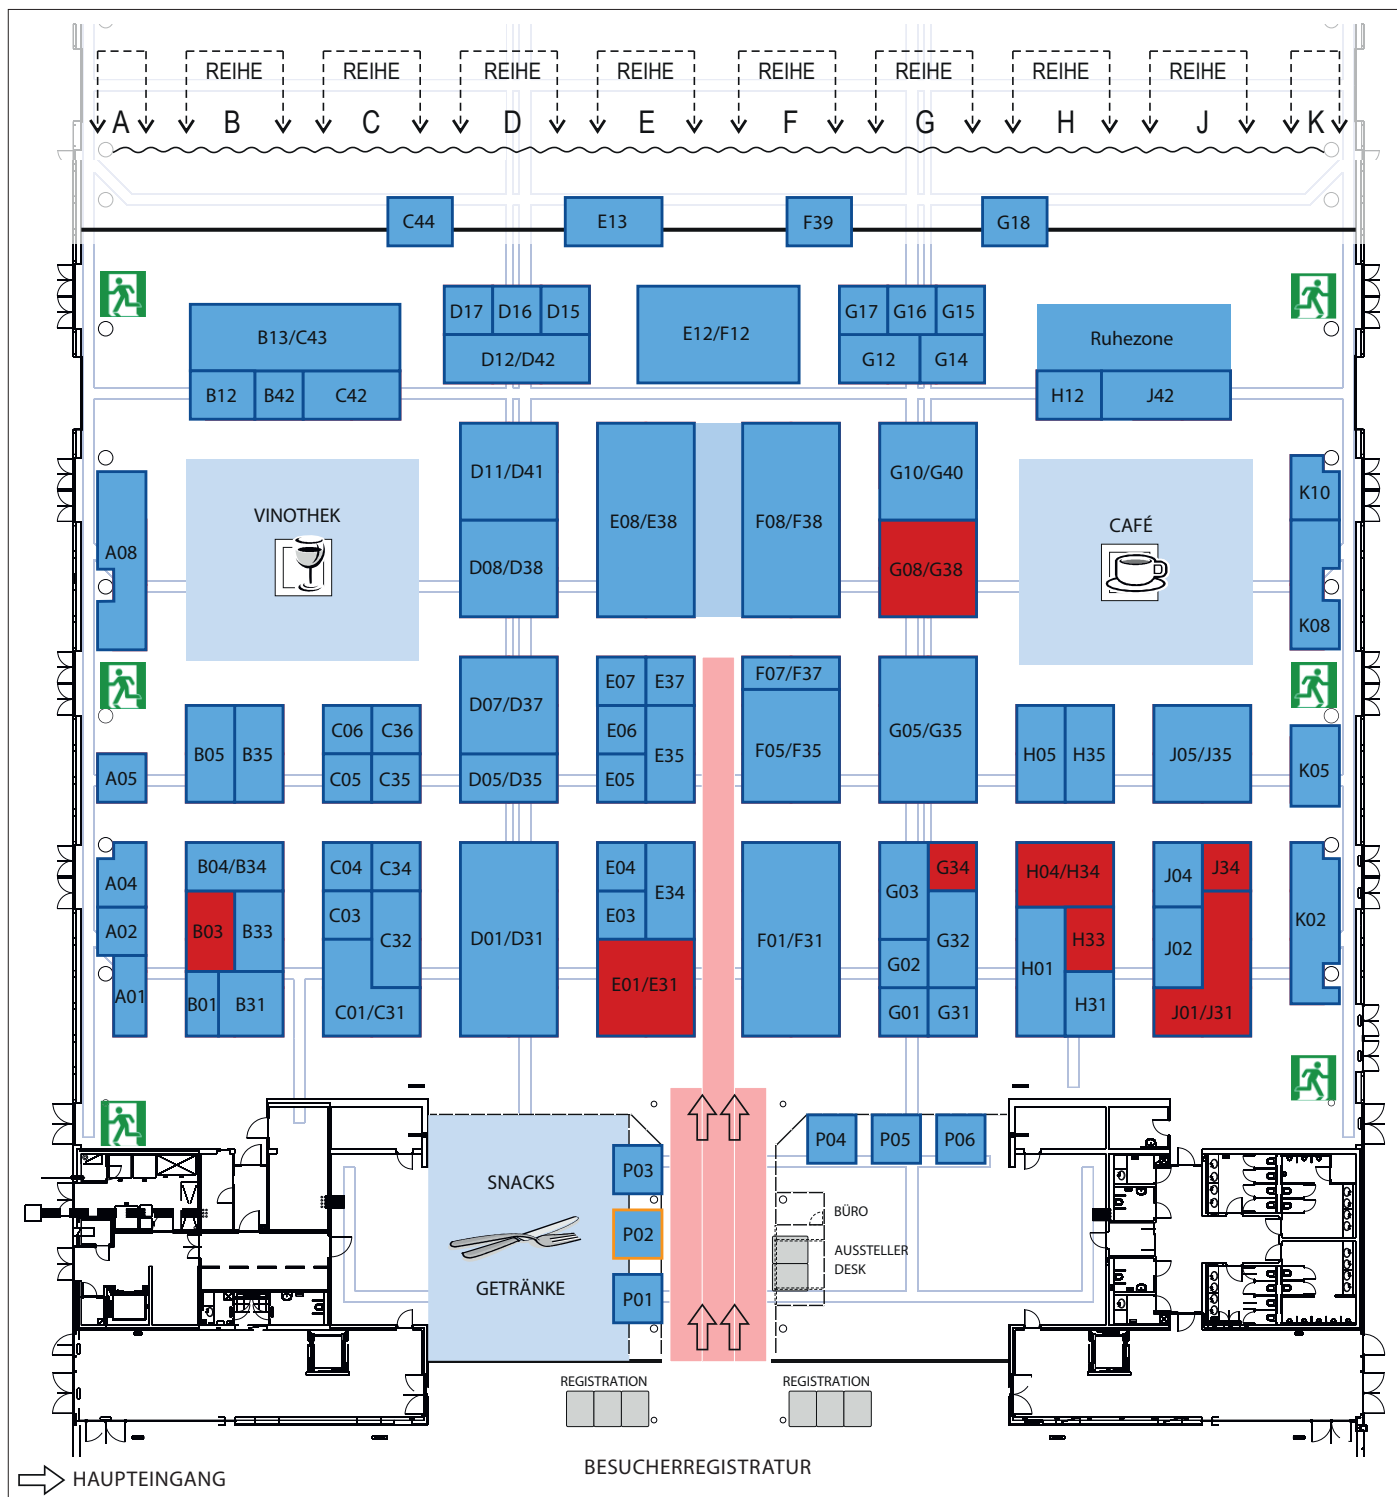 REIHE REIHE REIHE REIHE REIHE REIHE REIHE REIHE
A B C D E F G H J K
C44 E13 F39 G18
D17 D16 D15 G17 G16 G15
B13/C43 E12/F12 Ruhezone
D12/D42 G12 G14
B12 B42 C42 H12 J42
D11/D41 G10/G40
K10
VINOTHEK E08/E38 F08/F38 CAFÉ
A08
D08/D38 G08/G38
K08
E07 E37 F07/F37
D07/D37
C06 C36 E06 G05/G35
B05 B35 E35 F05/F35 H05 H35 J05/J35
A05 C05 C35 D05/D35 E05 K05
B04/B34 C04 C34 E04 G34 H04/H34 J04 J34
A04 E34 G03
C03 E03 K02
A02 B03 B33 C32 D01/D31 F01/F31 G32 H33 J02
G02 H01
E01/E31
A01 B01 B31 C01/C31 G01 G31 H31 J01/J31
P04 P05 P06
P03
SNACKS
BÜRO
P02
AUSSTELLER
DESK
GETRÄNKE
P01
REGISTRATION REGISTRATION
BESUCHERREGISTRATUR
HAUPTEINGANG